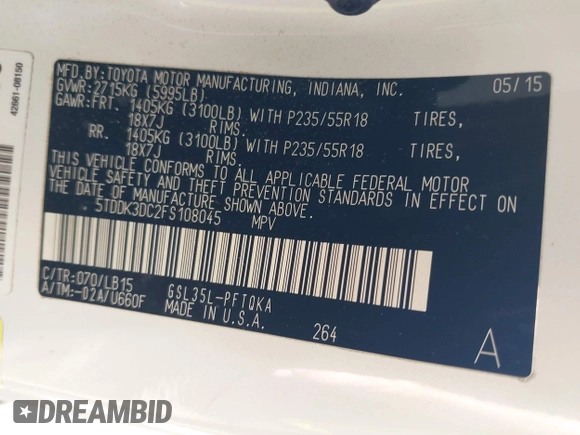 42661-08150
MFD.BY:TOYOTA MOTOR MANUFACTURING, INDIANA, INC. 05/15
GVWR:2715KG (5995LB)
GAWR:FRT. 1405KG (3100LB) WITH P235/55R18 TIRES,
18X7J RIMS.
RR. 1405KG (3100LB) WITH P235/55R18 TIRES,
18X7J RIMS.
THIS VEHICLE CONFORMS TO ALL APPLICABLE FEDERAL MOTOR
VEHICLE SAFETY AND THEFT PREVENTION STANDARDS IN EFFECT ON
THE DATE OF MANUFACTURE SHOWN ABOVE.
5TDDK3DC2FS108045 MPV
C/TR:070/LB15 GSL35L-PFTQKA
A/TM:-02A/U660F MADE IN U.S.A.
264 A
DREAMBID